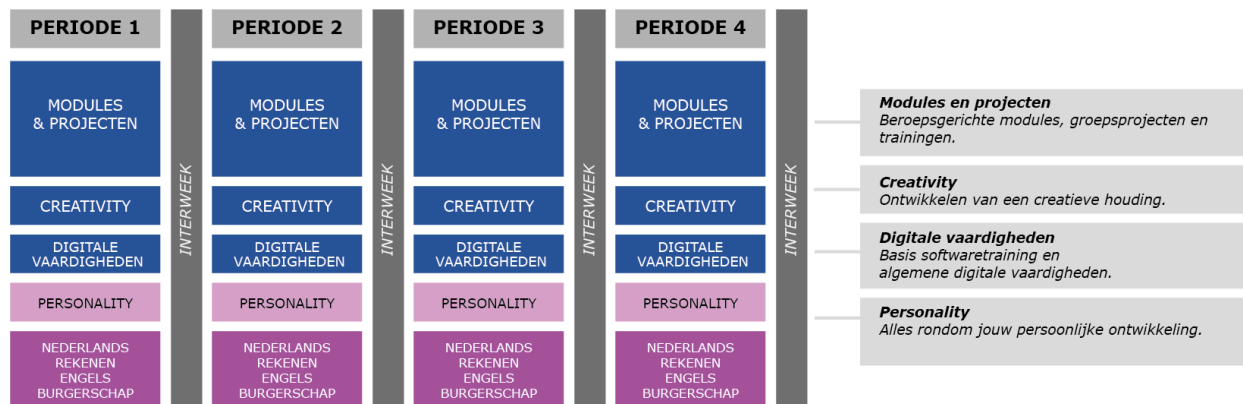 PERIODE 1
MODULES
& PROJECTEN
CREATIVITY
DIGITALE
VAARDIGHEDEN
PERSONALITY
NEDERLANDS
REKENEN
ENGELS
BURGERSCHAP
INTERWEEK
PERIODE 2
MODULES
& PROJECTEN
CREATIVITY
DIGITALE
VAARDIGHEDEN
PERSONALITY
NEDERLANDS
REKENEN
ENGELS
BURGERSCHAP
INTERWEEK
PERIODE 3
MODULES
& PROJECTEN
CREATIVITY
DIGITALE
VAARDIGHEDEN
PERSONALITY
NEDERLANDS
REKENEN
ENGELS
BURGERSCHAP
INTERWEEK
PERIODE 4
MODULES
& PROJECTEN
CREATIVITY
DIGITALE
VAARDIGHEDEN
PERSONALITY
NEDERLANDS
REKENEN
ENGELS
BURGERSCHAP
INTERWEEK
Modules en projecten
Beroepsgerichte modules, groepsprojecten en
trainingen.
Creativity
Ontwikkelen van een creatieve houding.
Digitale vaardigheden
Basis softwaretraining en
algemene digitale vaardigheden.
Personality
Alles rondom jouw persoonlijke ontwikkeling.